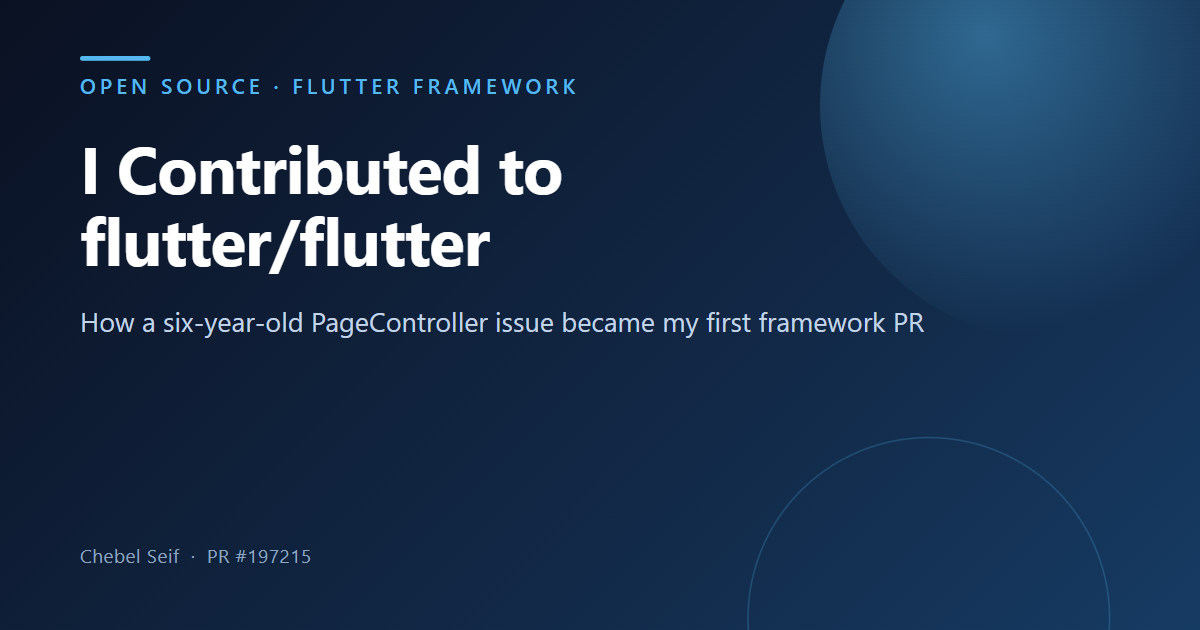 OPEN SOURCE · FLUTTER FRAMEWORK
I Contributed to
flutter/flutter
How a six-year-old PageController issue became my first framework PR
Chebel Seif · PR #197215